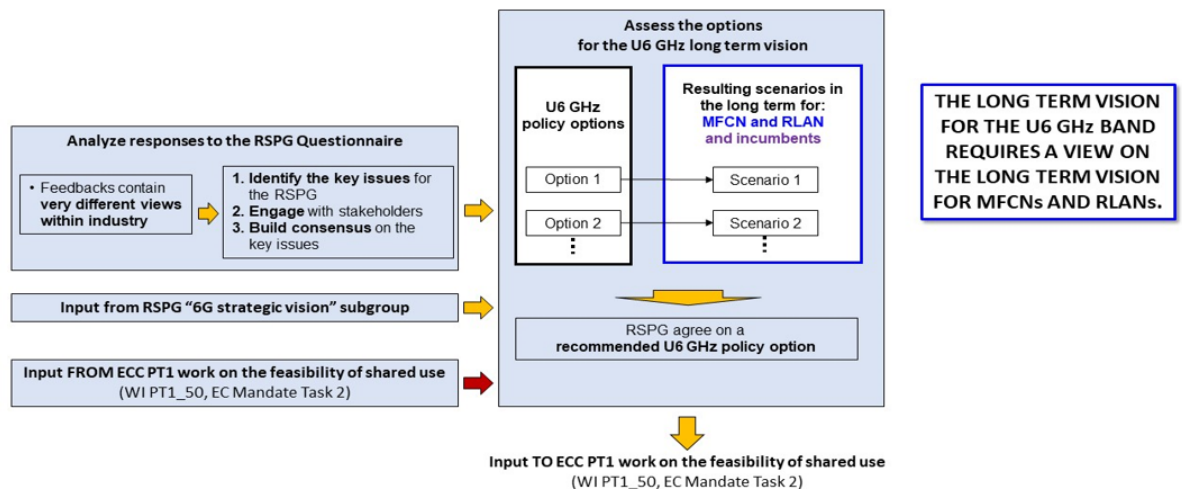 Analyze responses to the RSPG Questionnaire
• Feedbacks contain
very different views
within industry
1. Identify the key issues for
the RSPG
2. Engage with stakeholders
3. Build consensus on the
key issues
Input from RSPG “6G strategic vision” subgroup
Input FROM ECC PT1 work on the feasibility of shared use
(WI PT1_50, EC Mandate Task 2)
Assess the options
for the U6 GHz long term vision
U6 GHz
policy options
Option 1
Option 2
Resulting scenarios in
the long term for:
MFCN and RLAN
and incumbents
Scenario 1
Scenario 2
RSPG agree on a
recommended U6 GHz policy option
Input TO ECC PT1 work on the feasibility of shared use
(WI PT1_50, EC Mandate Task 2)
THE LONG TERM VISION
FOR THE U6 GHz BAND
REQUIRES A VIEW ON
THE LONG TERM VISION
FOR MFCNs AND RLANs.